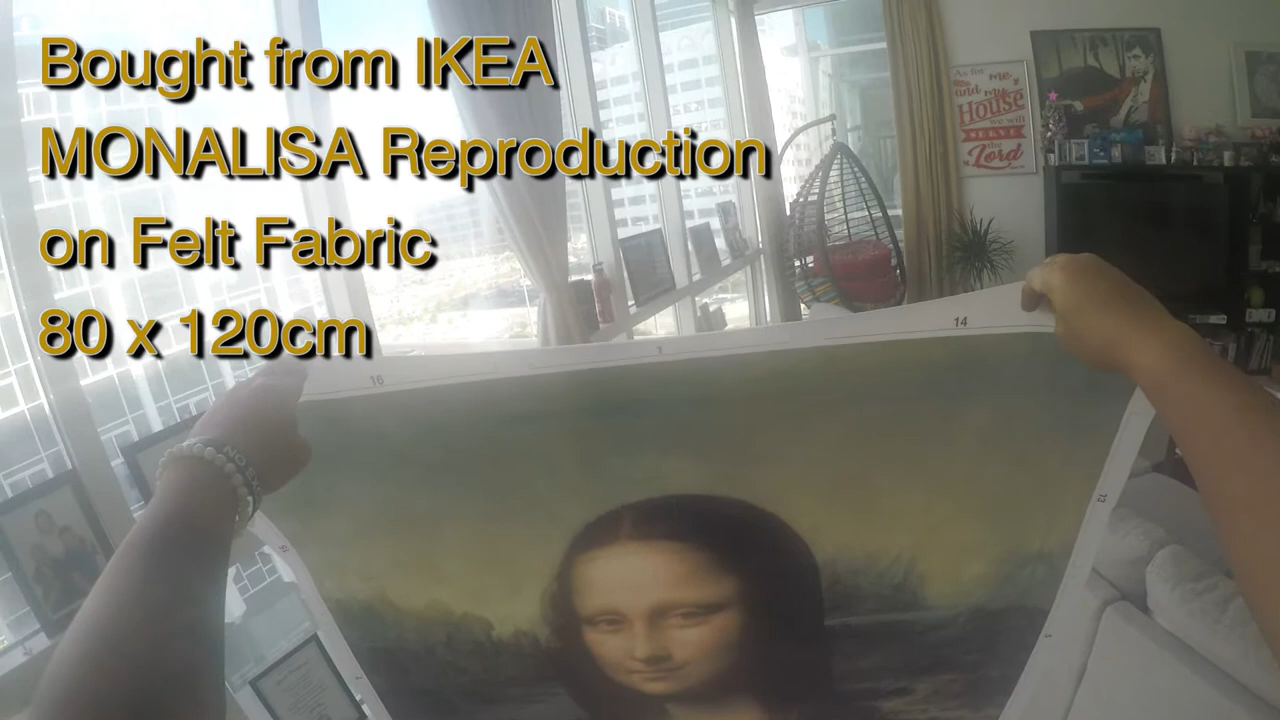 Bought from IKEA
MONALISA Reproduction
on Felt Fabric
80 x 120cm
As for me,
and my
House
we will
SERVE
the
Lord
14
16
13
DAD